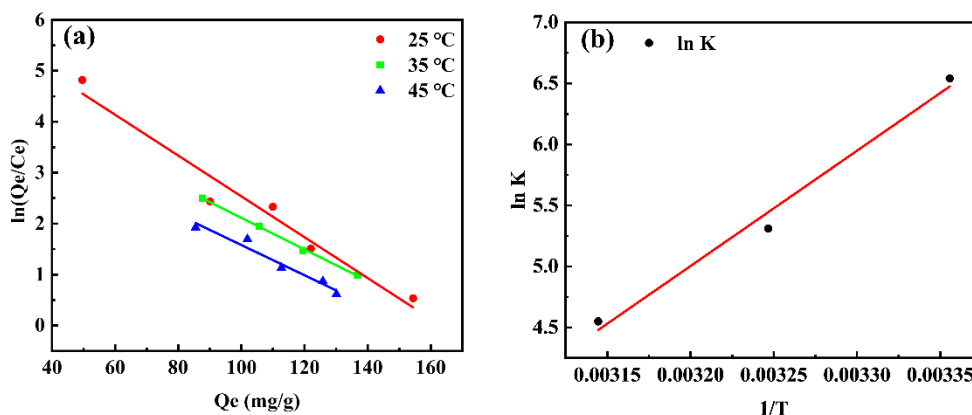 (a)
25 °C
35 °C
45 °C
6
5
4
3
2
1
0
ln(Qe/Ce)
40 60 80 100 120 140 160
Qe (mg/g)
(b)
ln K
7.0
6.5
6.0
5.5
5.0
4.5
ln K
0.00315 0.00320 0.00325 0.00330 0.00335
1/T